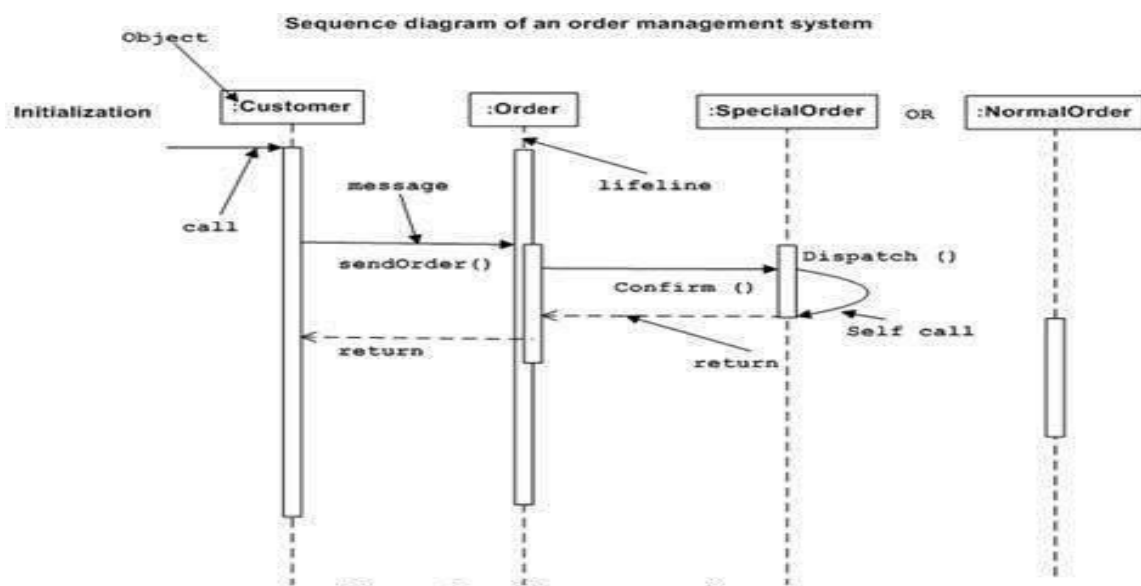 Sequence diagram of an order management system
Object
Initialization
:Customer
:Order
:SpecialOrder
OR
:NormalOrder
message
lifeline
call
sendOrder()
Dispatch ()
Confirm ()
Self call
return
return